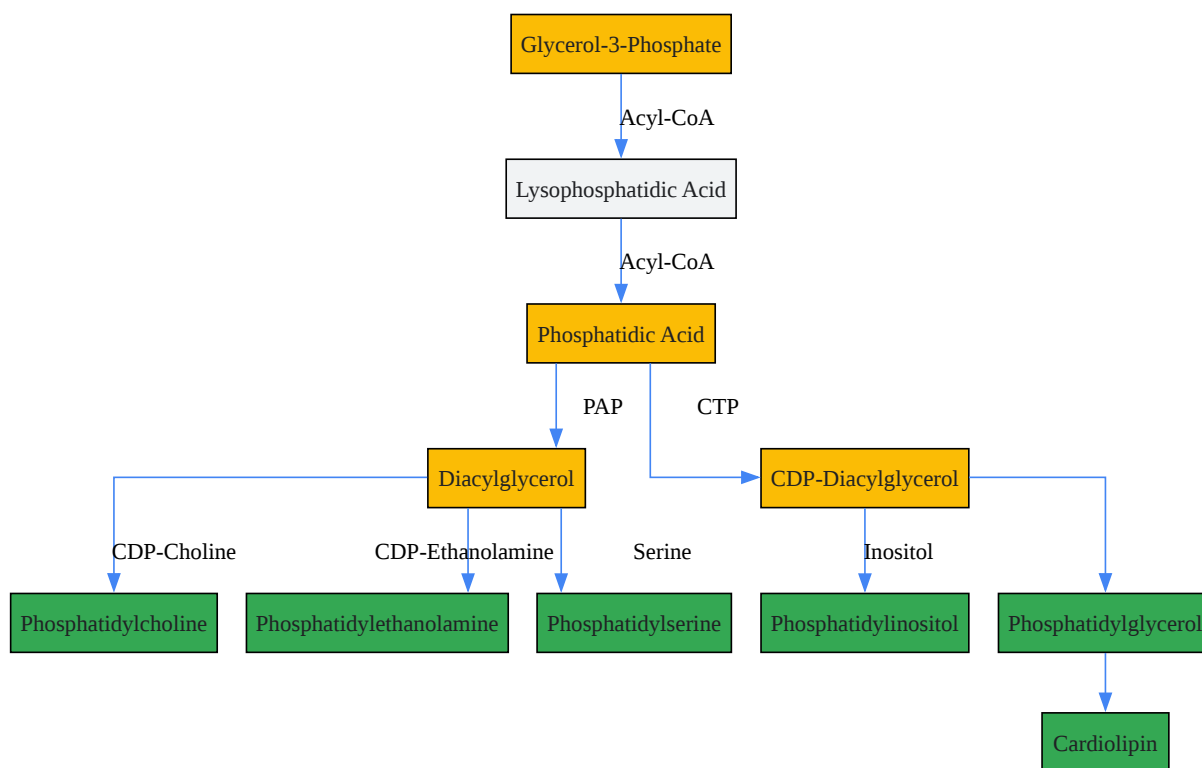 Glycerol-3-Phosphate
Acyl-CoA
Lysophosphatidic Acid
Acyl-CoA
Phosphatidic Acid
PAP
CTP
Diacylglycerol
CDP-Diacylglycerol
CDP-Choline
CDP-Ethanolamine
Serine
Inositol
Phosphatidylcholine
Phosphatidylethanolamine
Phosphatidylserine
Phosphatidylinositol
Phosphatidylglycerol
Cardiolipin